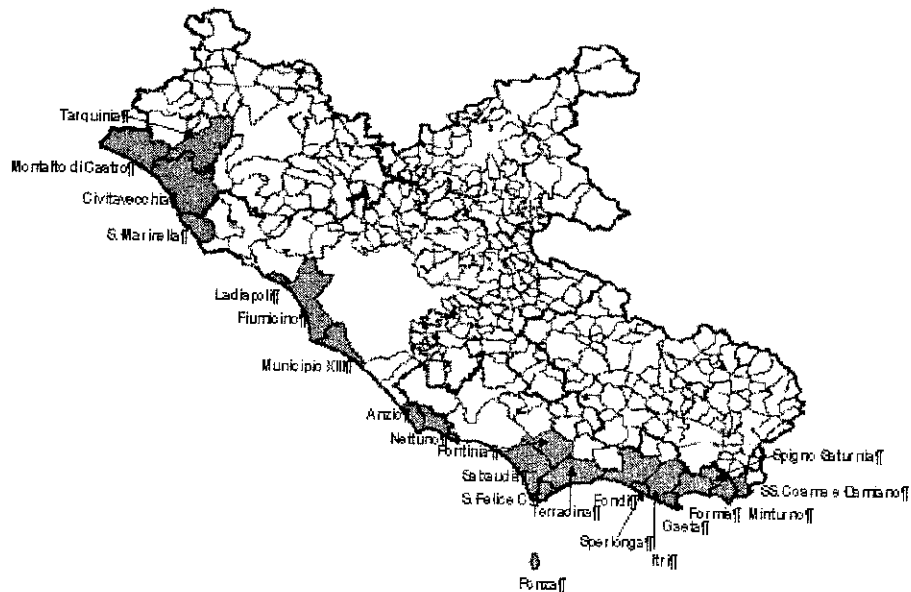 Tarquinia¶
Montalto di Castro¶
Civitavecchia
S. Marinella¶
Ladispoli¶
Fiumicino¶
Municipio XIII¶
Anzio¶
Nettuno¶
Pontinia¶
Sabaudia¶
S. Felice C.
Terracina¶
Fondi¶
Sperlonga¶
Itri¶
Gaeta¶
Formia¶
Minturno¶
SS. Cosma e Damiano¶
Spigno Saturnia¶
Ponza¶